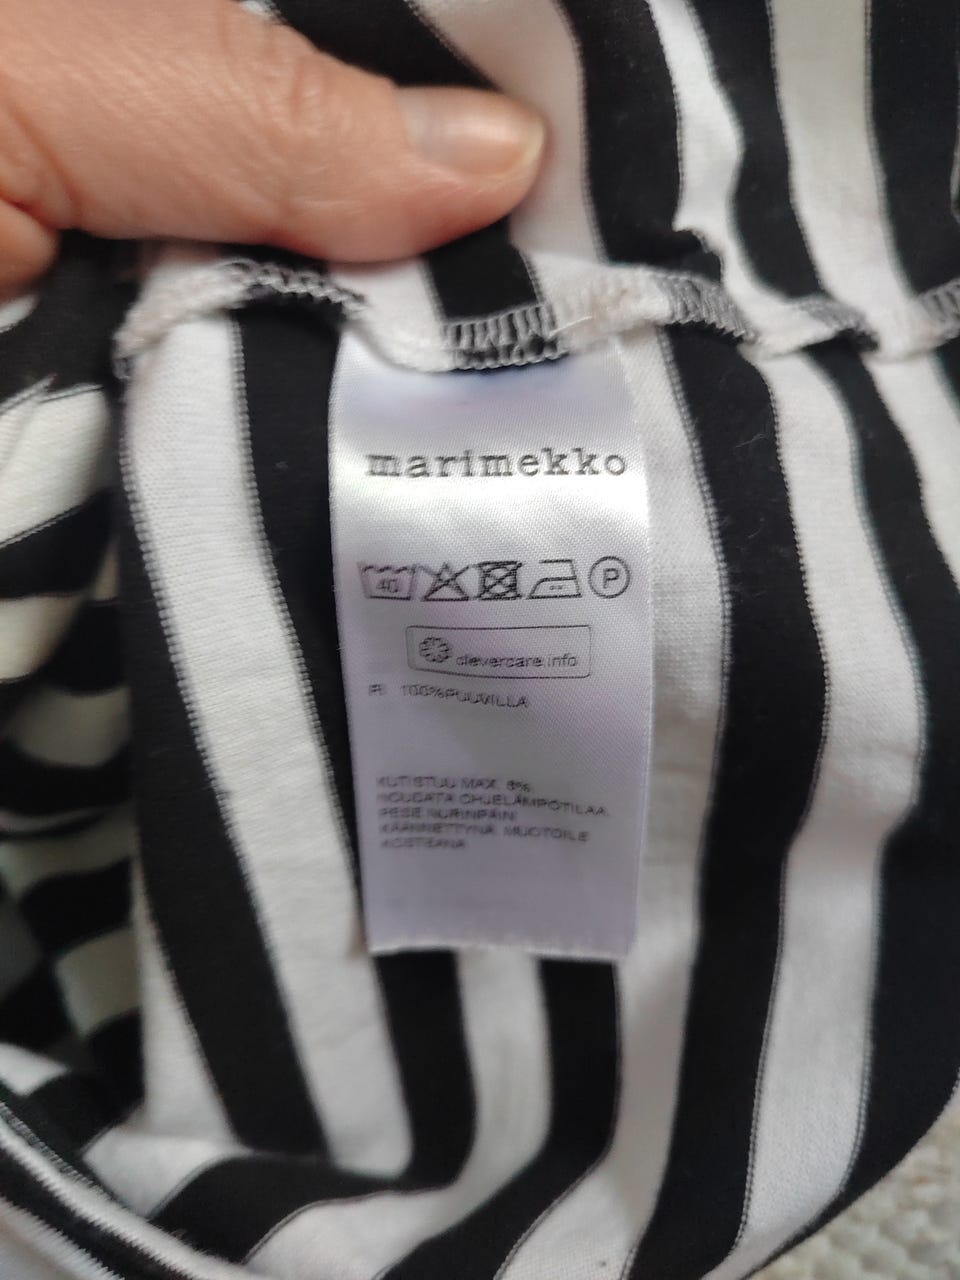 marimekko
40 P
clevercare.info
FI 100%PUUVILLA
KUTISTUU MAX. 6%.
NOUDATA OHJELÄMPÖTILAA.
PESE NURINPÄIN
KÄÄNNETTYNÄ. MUOTOILE
KOSTEANA.